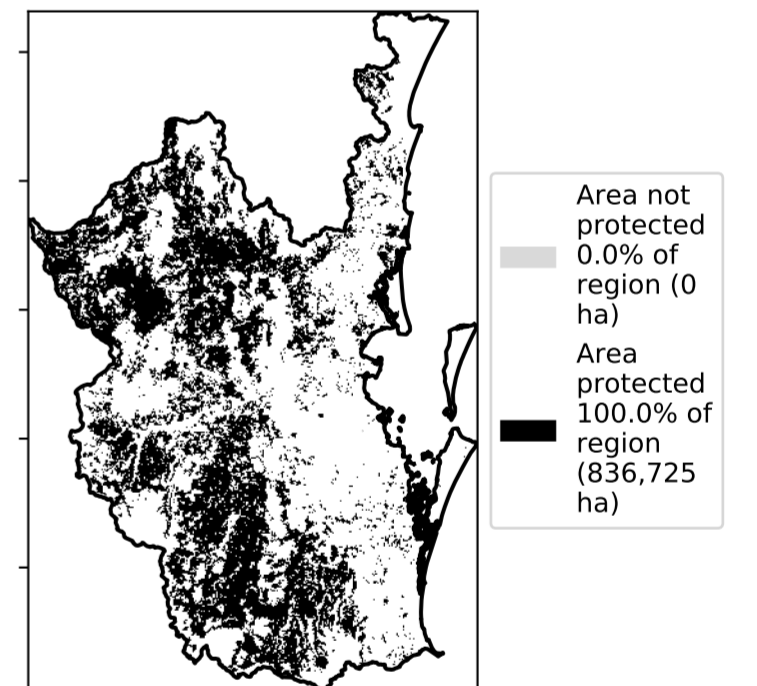 Area not
protected
0.0% of
region (0
ha)
Area
protected
100.0% of
region
(836,725
ha)